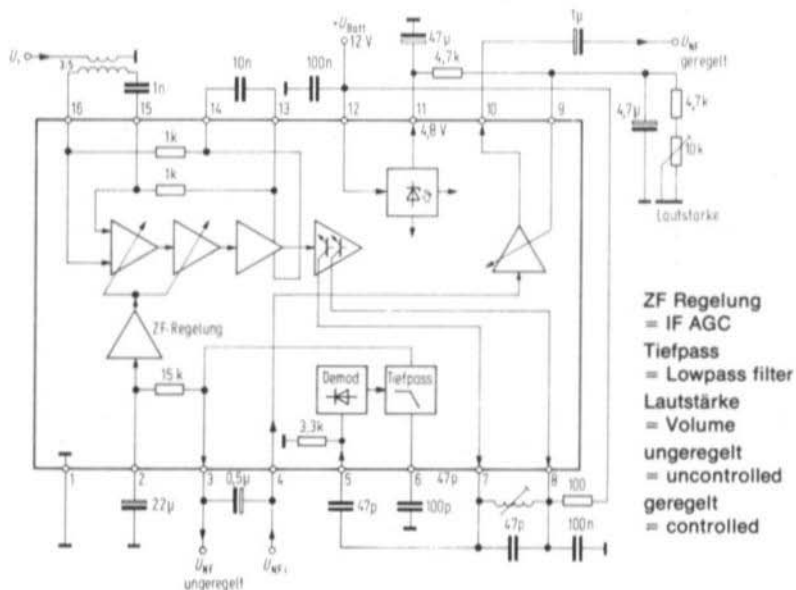 +U_Batt
12 V
47µ
1µ
U_NF
geregelt
U_i
3:5
1n
10n
100n
4,7k
4,7µ
4,7k
10k
Lautstärke
16
15
14
13
12
11
10
9
4,8 V
1k
1k
ZF-Regelung
15k
Demod
Tiefpass
3.3k
1
2
3
0,5µ
4
5
6
47p
7
8
100
22µ
47p
100p
47p
100n
U_NF
ungeregelt
U_NFi
ZF Regelung
= IF AGC
Tiefpass
= Lowpass filter
Lautstärke
= Volume
ungeregelt
= uncontrolled
geregelt
= controlled